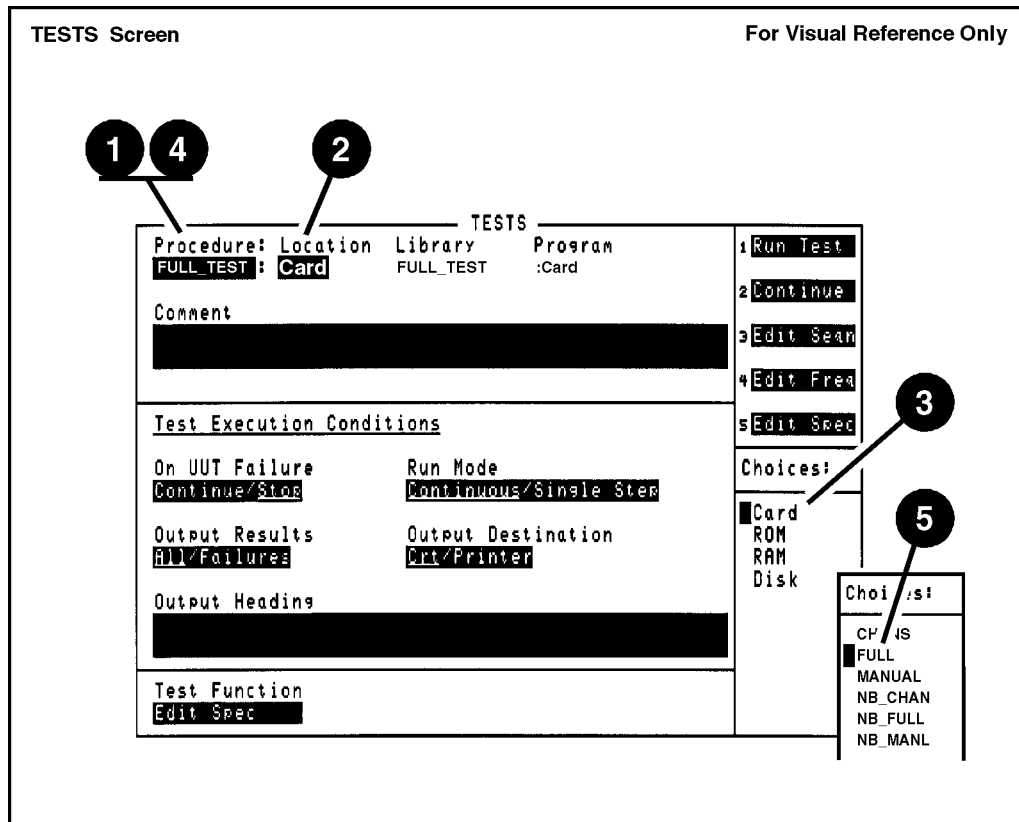 TESTS Screen
For Visual Reference Only
1 4
2
TESTS
Procedure: Location Library Program
FULL_TEST : Card FULL_TEST :Card
Comment
1 Run Test
2 Continue
3 Edit Seqn
4 Edit Freq
5 Edit Spec
3
Test Execution Conditions
On UUT Failure Run Mode
Continue/Stop Continuous/Single Step
Output Results Output Destination
All/Failures Crt/Printer
Output Heading
Test Function
Edit Spec
Choices:
Card
ROM
RAM
Disk
5
Choices:
FULL
MANUAL
NB_CHAN
NB_FULL
NB_MANL